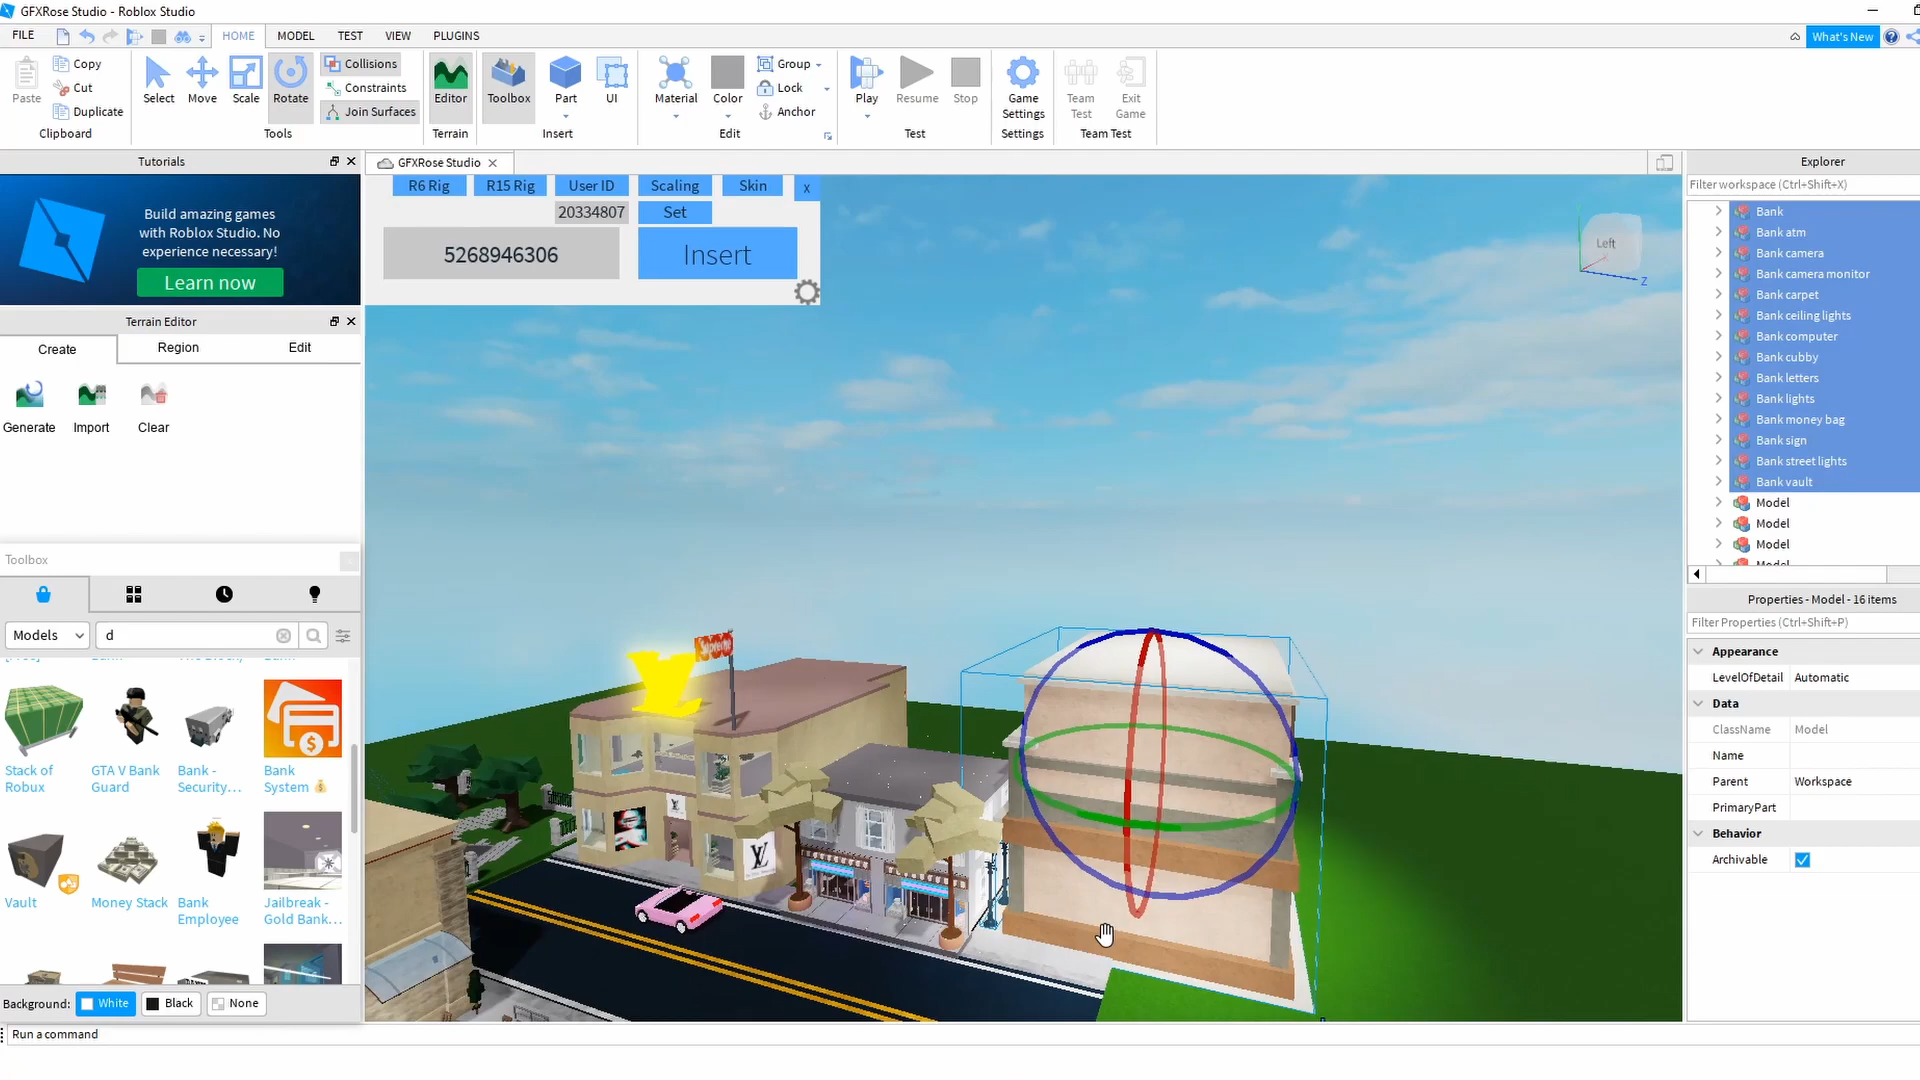 GFXRose Studio - Roblox Studio
FILE
HOME
MODEL
TEST
VIEW
PLUGINS
What's New
Paste
Copy
Cut
Duplicate
Clipboard
Select
Move
Scale
Rotate
Collisions
Constraints
Join Surfaces
Tools
Editor
Terrain
Toolbox
Part
UI
Insert
Material
Color
Group
Lock
Anchor
Edit
Play
Resume
Stop
Test
Game
Settings
Settings
Team
Test
Exit
Game
Team Test
Tutorials
Build amazing games
with Roblox Studio. No
experience necessary!
Learn now
Terrain Editor
Create
Region
Edit
Generate
Import
Clear
Toolbox
Models
d
Stack of
Robux
GTA V Bank
Guard
Bank -
Security...
Bank
System
Vault
Money Stack
Bank
Employee
Jailbreak -
Gold Bank...
Background:
White
Black
None
Run a command
GFXRose Studio
R6 Rig
R15 Rig
User ID
Scaling
Skin
x
20334807
Set
5268946306
Insert
Left
Z
Supreme
LV
Explorer
Filter workspace (Ctrl+Shift+X)
Bank
Bank atm
Bank camera
Bank camera monitor
Bank carpet
Bank ceiling lights
Bank computer
Bank cubby
Bank letters
Bank lights
Bank money bag
Bank sign
Bank street lights
Bank vault
Model
Model
Model
Model
Properties - Model - 16 items
Filter Properties (Ctrl+Shift+P)
Appearance
LevelOfDetail
Automatic
Data
ClassName
Model
Name
Parent
Workspace
PrimaryPart
Behavior
Archivable